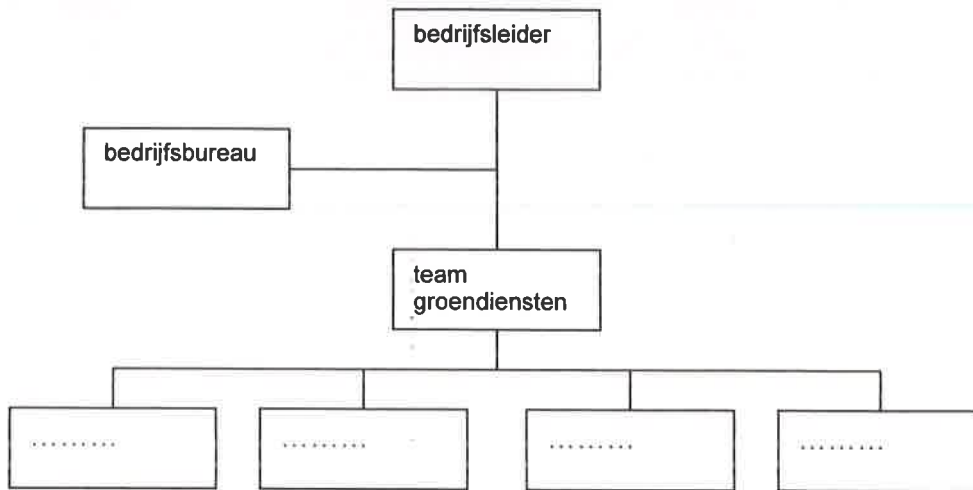 bedrijfsleider
bedrijfsbureau
team
groendiensten
.........
.........
.........
.........